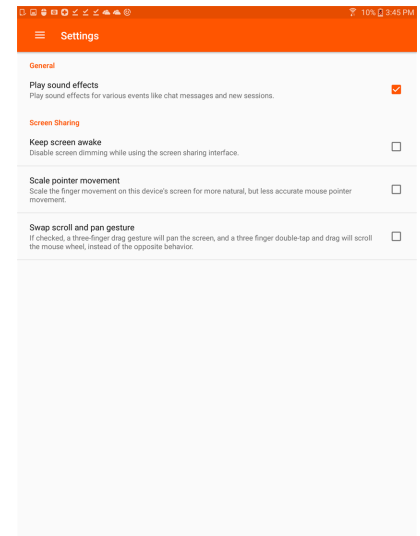 10% 3:45 PM
Settings
General
Play sound effects
Play sound effects for various events like chat messages and new sessions.
Screen Sharing
Keep screen awake
Disable screen dimming while using the screen sharing interface.
Scale pointer movement
Scale the finger movement on this device's screen for more natural, but less accurate mouse pointer
movement.
Swap scroll and pan gesture
If checked, a three-finger drag gesture will pan the screen, and a three finger double-tap and drag will scroll
the mouse wheel, instead of the opposite behavior.